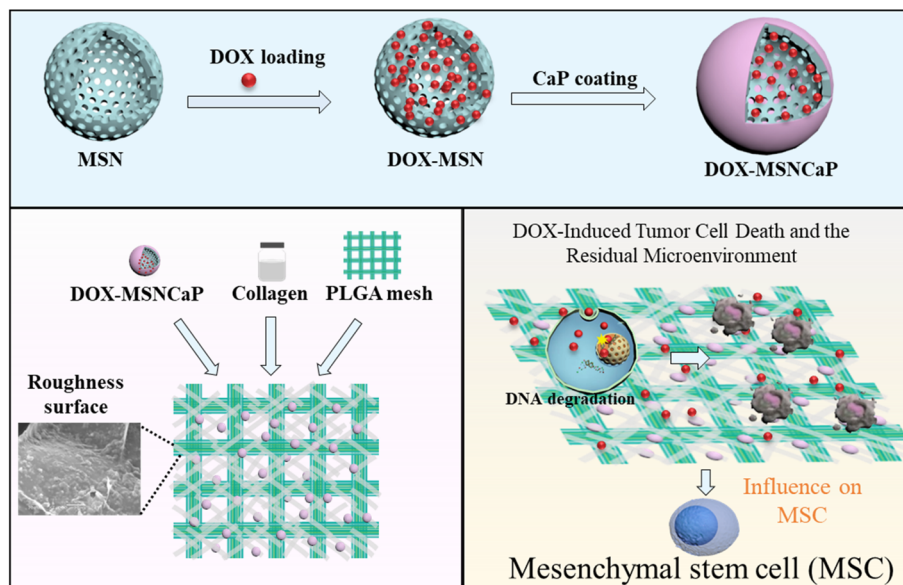 DOX loading
CaP coating
MSN
DOX-MSN
DOX-MSNCaP
DOX-MSNCaP
Collagen
PLGA mesh
Roughness
surface
DOX-Induced Tumor Cell Death and the
Residual Microenvironment
DNA degradation
Influence on
MSC
Mesenchymal stem cell (MSC)